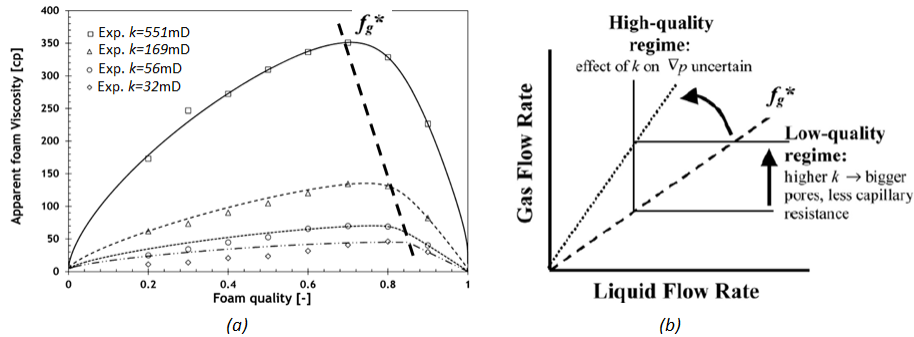 400
350
300
250
200
150
100
50
0
Apparent foam Viscosity [cp]
Exp. k=551mD
Exp. k=169mD
Exp. k=56mD
Exp. k=32mD
fg*
0
0.2
0.4
0.6
0.8
1
Foam quality [-]
(a)
High-quality
regime:
effect of k on ∇p uncertain
fg*
Low-quality
regime:
higher k → bigger
pores, less capillary
resistance
Gas Flow Rate
Liquid Flow Rate
(b)